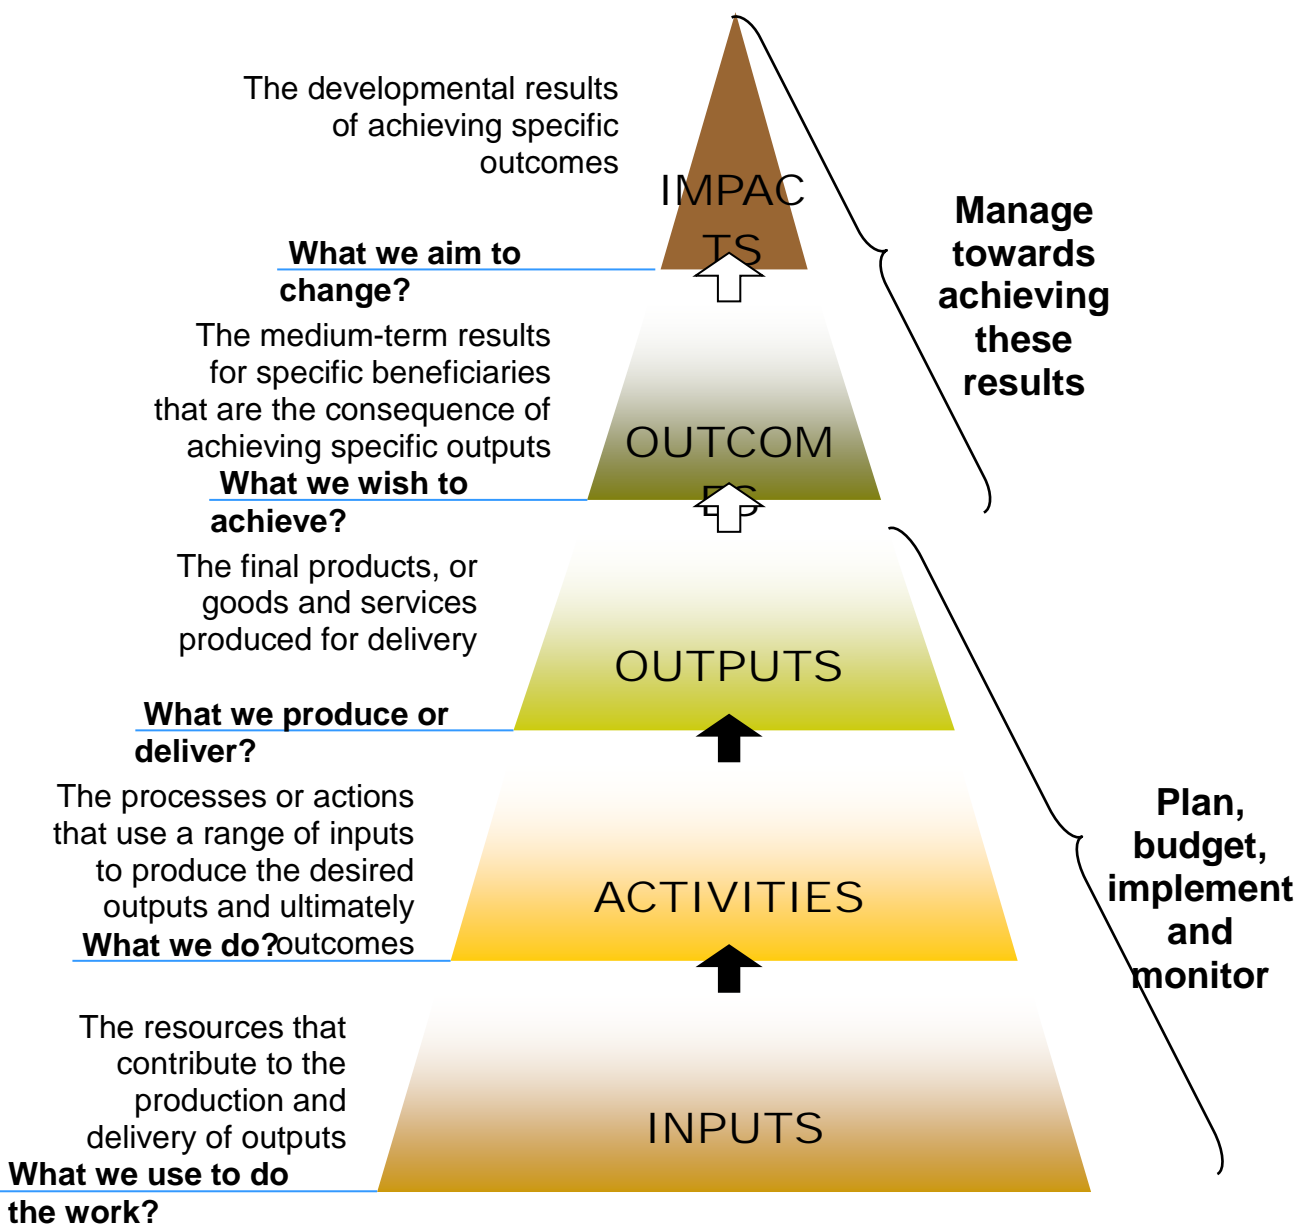 The developmental results
of achieving specific
outcomes
IMPAC
TS
What we aim to
change?
Manage
towards
achieving
these
results
The medium-term results
for specific beneficiaries
that are the consequence of
achieving specific outputs
OUTCOM
ES
What we wish to
achieve?
The final products, or
goods and services
produced for delivery
OUTPUTS
What we produce or
deliver?
The processes or actions
that use a range of inputs
to produce the desired
outputs and ultimately
outcomes
ACTIVITIES
What we do?
Plan,
budget,
implement
and
monitor
The resources that
contribute to the
production and
delivery of outputs
INPUTS
What we use to do
the work?